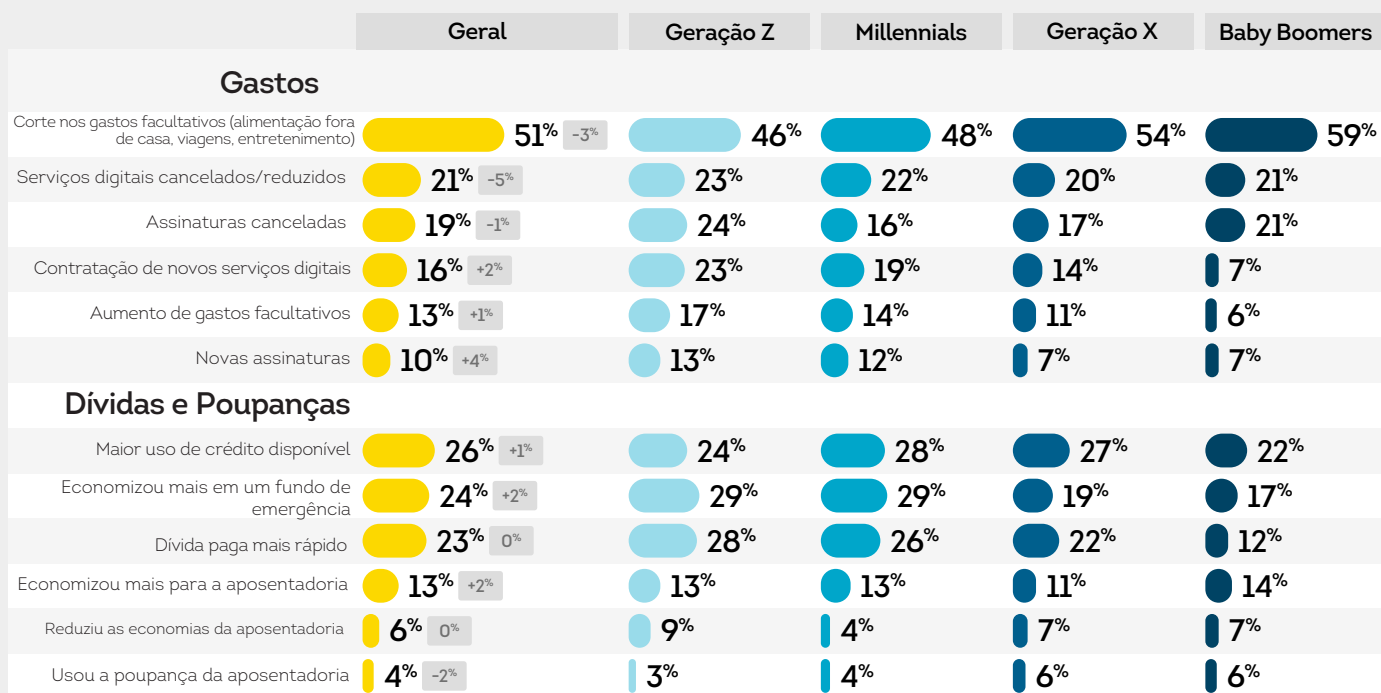 Geral Geração Z Millennials Geração X Baby Boomers
Gastos
Corte nos gastos facultativos (alimentação fora
de casa, viagens, entretenimento) 51% -3% 46% 48% 54% 59%
Serviços digitais cancelados/reduzidos 21% -5% 23% 22% 20% 21%
Assinaturas canceladas 19% -1% 24% 16% 17% 21%
Contratação de novos serviços digitais 16% +2% 23% 19% 14% 7%
Aumento de gastos facultativos 13% +1% 17% 14% 11% 6%
Novas assinaturas 10% +4% 13% 12% 7% 7%
Dívidas e Poupanças
Maior uso de crédito disponível 26% +1% 24% 28% 27% 22%
Economizou mais em um fundo de
emergência 24% +2% 29% 29% 19% 17%
Dívida paga mais rápido 23% 0% 28% 26% 22% 12%
Economizou mais para a aposentadoria 13% +2% 13% 13% 11% 14%
Reduziu as economias da aposentadoria 6% 0% 9% 4% 7% 7%
Usou a poupança da aposentadoria 4% -2% 3% 4% 6% 6%